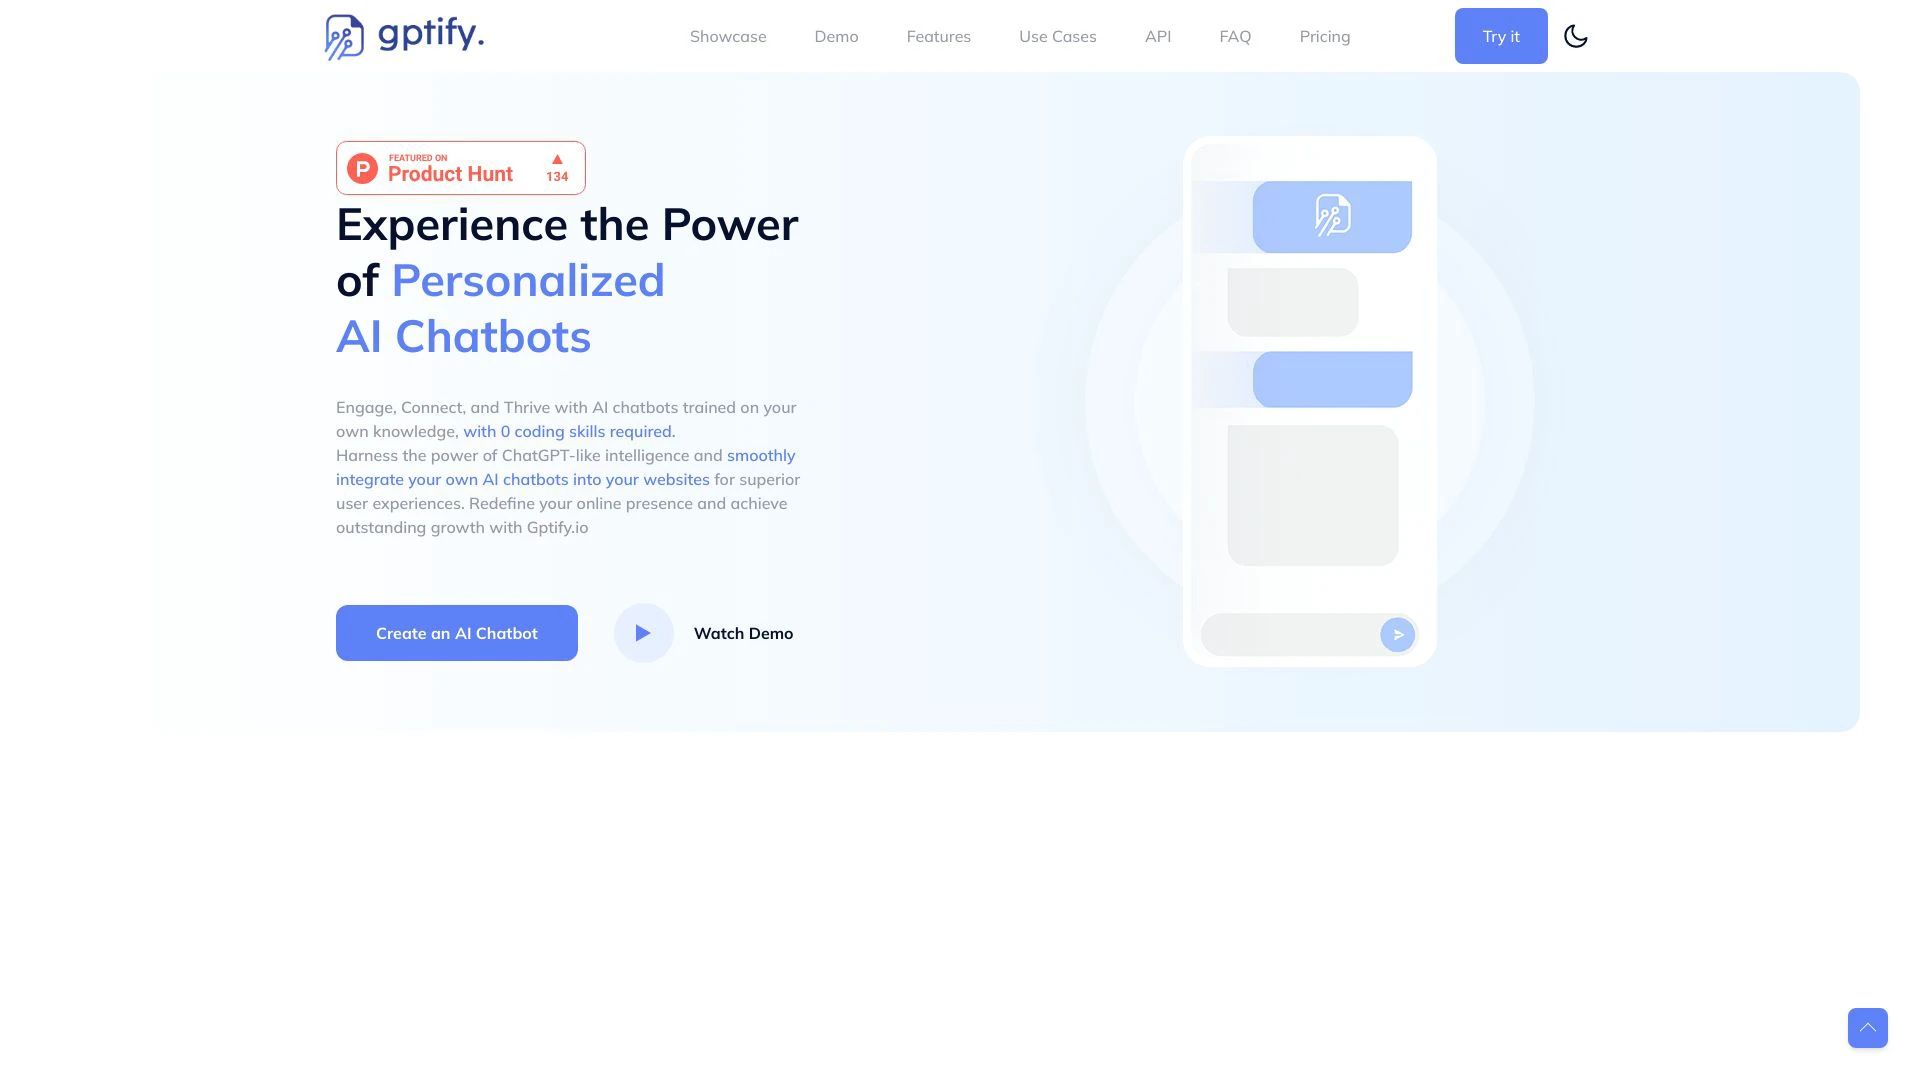 gptify.
Showcase
Demo
Features
Use Cases
API
FAQ
Pricing
Try it
FEATURED ON
Product Hunt
134
Experience the Power
of Personalized
AI Chatbots
Engage, Connect, and Thrive with AI chatbots trained on your
own knowledge, with 0 coding skills required.
Harness the power of ChatGPT-like intelligence and smoothly
integrate your own AI chatbots into your websites for superior
user experiences. Redefine your online presence and achieve
outstanding growth with Gptify.io
Create an AI Chatbot
Watch Demo